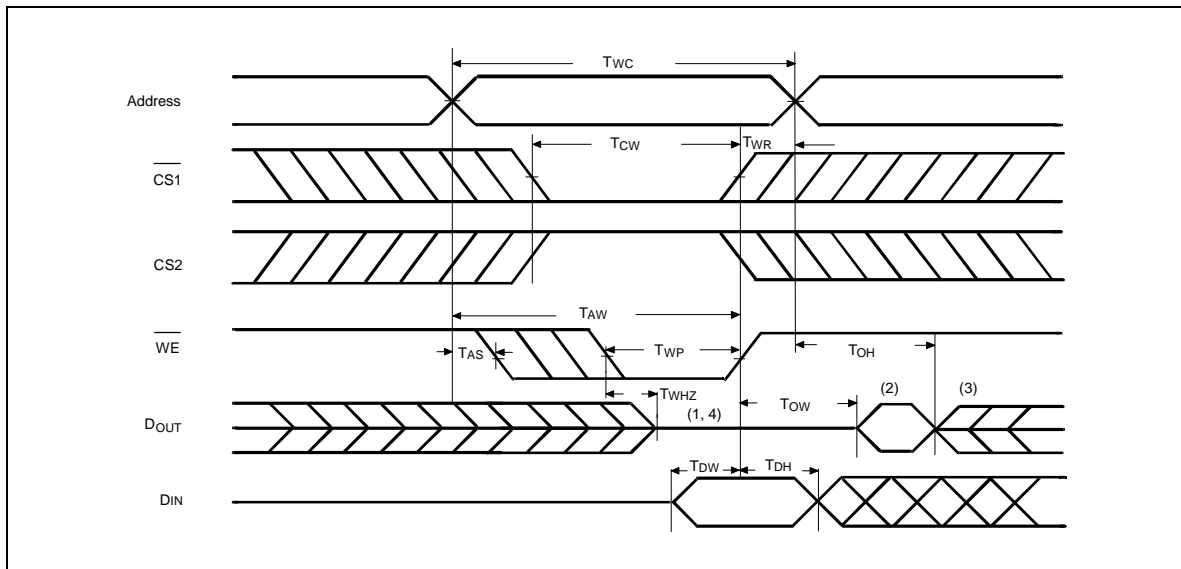 TWC
Address
TCW
TWR
CS1
CS2
TAW
WE
TAS
TWP
TOH
TWHZ
(1, 4)
TOW
(2)
(3)
DOUT
TDW
TDH
DIN